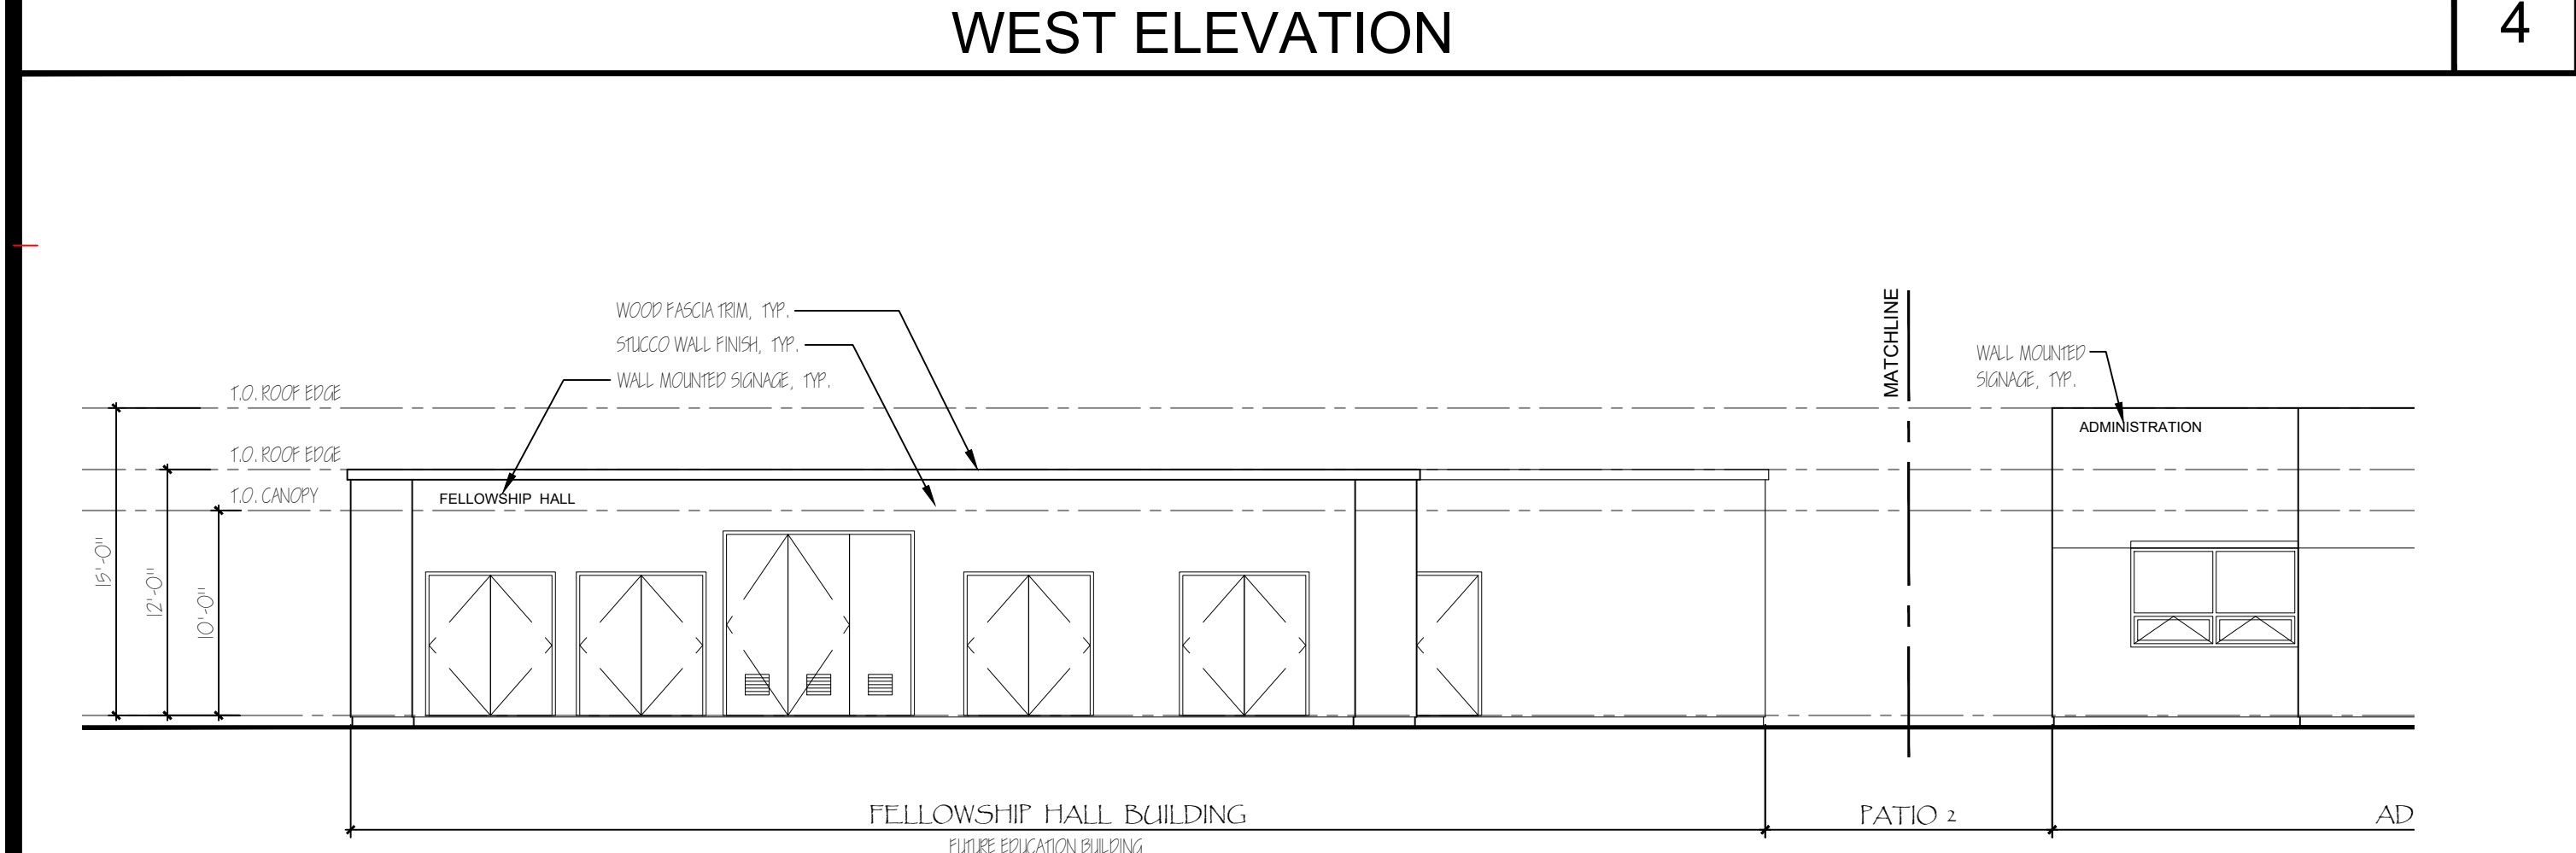 WEST ELEVATION
4
WOOD FASCIA TRIM, TYP.
STUCCO WALL FINISH, TYP.
WALL MOUNTED SIGNAGE, TYP.
MATCHLINE
WALL MOUNTED
SIGNAGE, TYP.
T.O. ROOF EDGE
ADMINISTRATION
T.O. ROOF EDGE
T.O. CANOPY
FELLOWSHIP HALL
15'-0"
12'-0"
10'-0"
FELLOWSHIP HALL BUILDING
PATIO 2
AD
FUTURE EDUCATION BUILDING